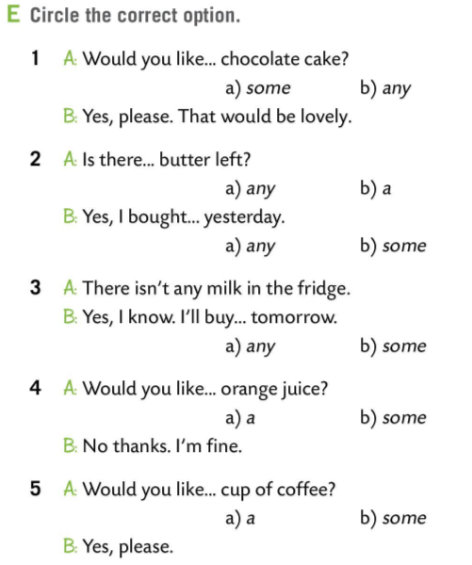 E Circle the correct option.
1 A: Would you like... chocolate cake?
a) some b) any
B: Yes, please. That would be lovely.
2 A: Is there... butter left?
a) any b) a
B: Yes, I bought... yesterday.
a) any b) some
3 A: There isn't any milk in the fridge.
B: Yes, I know. I'll buy... tomorrow.
a) any b) some
4 A: Would you like... orange juice?
a) a b) some
B: No thanks. I'm fine.
5 A: Would you like... cup of coffee?
a) a b) some
B: Yes, please.